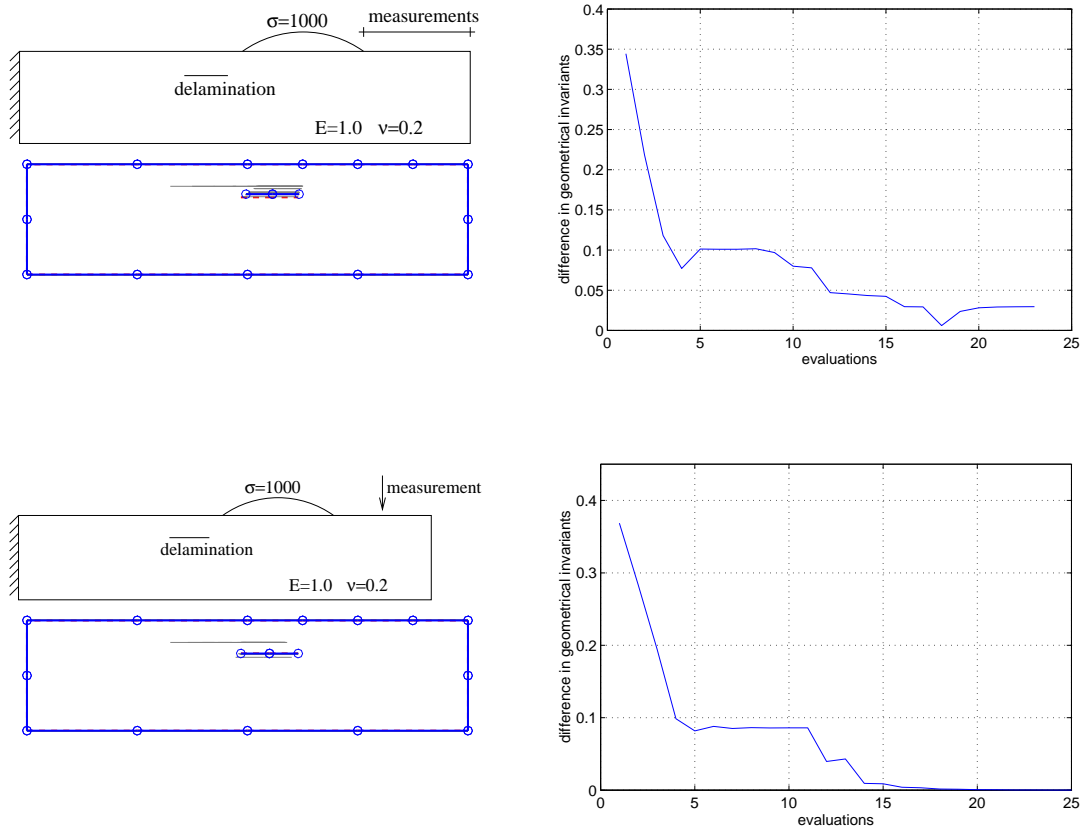 σ=1000
measurements
delamination
E=1.0 ν=0.2
0.4
0.35
0.3
0.25
0.2
0.15
0.1
0.05
0
difference in geometrical invariants
0 5 10 15 20 25
evaluations
σ=1000
measurement
delamination
E=1.0 ν=0.2
0.4
0.3
0.2
0.1
0
difference in geometrical invariants
0 5 10 15 20 25
evaluations